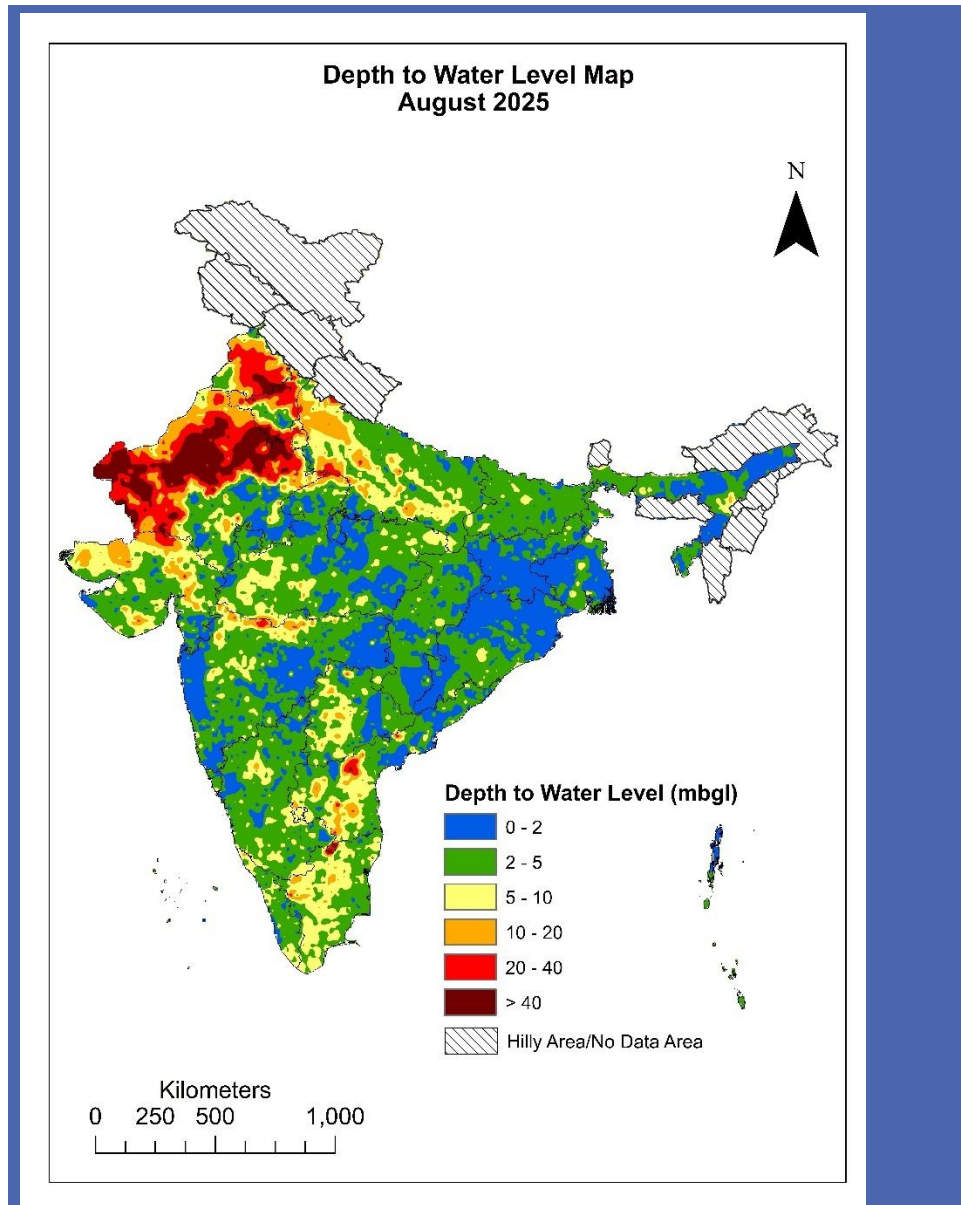 Depth to Water Level Map
August 2025
N
Depth to Water Level (mbgl)
0 - 2
2 - 5
5 - 10
10 - 20
20 - 40
> 40
Hilly Area/No Data Area
Kilometers
0 250 500 1,000